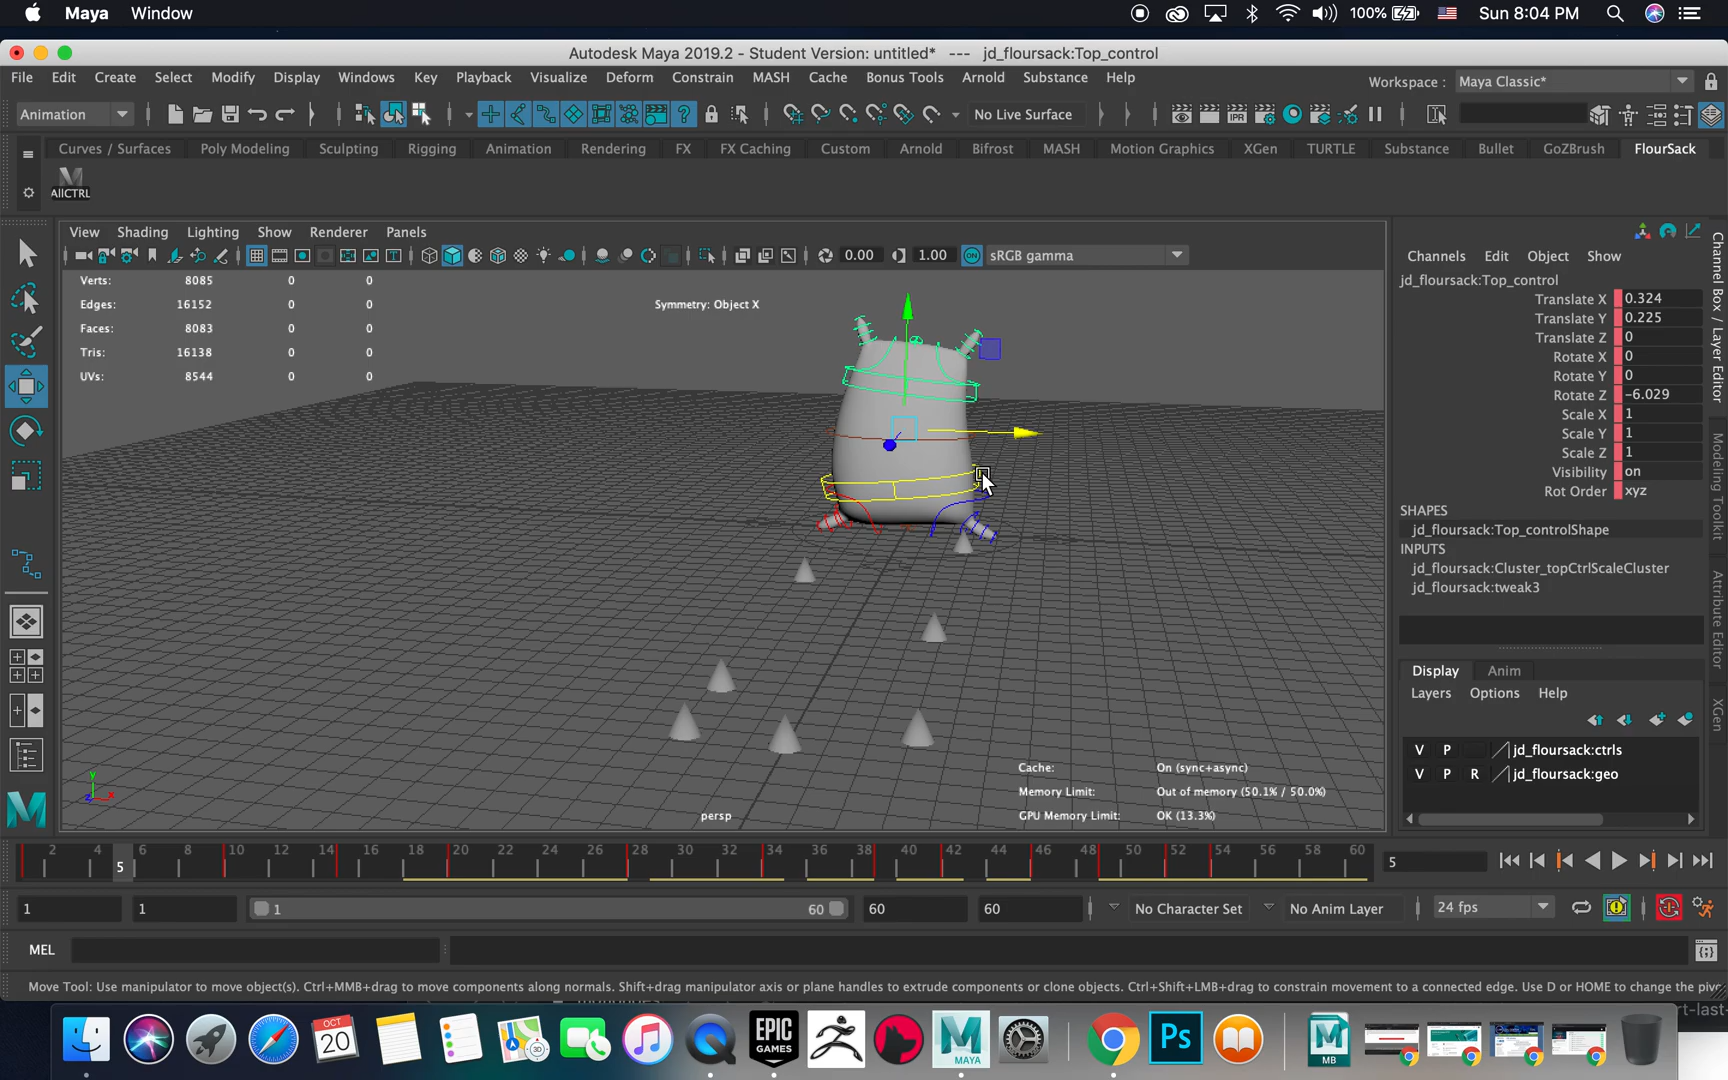 Maya Window 100% Sun 8:04 PM
Autodesk Maya 2019.2 - Student Version: untitled* --- jd_floursack:Top_control
File Edit Create Select Modify Display Windows Key Playback Visualize Deform Constrain MASH Cache Bonus Tools Arnold Substance Help Workspace : Maya Classic*
Animation No Live Surface
Curves / Surfaces Poly Modeling Sculpting Rigging Animation Rendering FX FX Caching Custom Arnold Bifrost MASH Motion Graphics XGen TURTLE Substance Bullet GoZBrush FlourSack
AllCTRL
View Shading Lighting Show Renderer Panels
0.00 1.00 ON sRGB gamma
Verts: 8085 0 0
Edges: 16152 0 0
Faces: 8083 0 0
Tris: 16138 0 0
UVs: 8544 0 0
Symmetry: Object X
Cache: On (sync+async)
Memory Limit: Out of memory (50.1% / 50.0%)
GPU Memory Limit: OK (13.3%)
persp
y
z x
Channels Edit Object Show
jd_floursack:Top_control
Translate X 0.324
Translate Y 0.225
Translate Z 0
Rotate X 0
Rotate Y 0
Rotate Z -6.029
Scale X 1
Scale Y 1
Scale Z 1
Visibility on
Rot Order xyz
SHAPES
jd_floursack:Top_controlShape
INPUTS
jd_floursack:Cluster_topCtrlScaleCluster
jd_floursack:tweak3
Display Anim
Layers Options Help
V P jd_floursack:ctrls
V P R jd_floursack:geo
Channel Box / Layer Editor
Modeling Toolkit
Attribute Editor
XGen
2 4 5 6 8 10 12 14 16 18 20 22 24 26 28 30 32 34 36 38 40 42 44 46 48 50 52 54 56 58 60 5
1 1 1 60 60 60 No Character Set No Anim Layer 24 fps
MEL
Move Tool: Use manipulator to move object(s). Ctrl+MMB+drag to move components along normals. Shift+drag manipulator axis or plane handles to extrude components or clone objects. Ctrl+Shift+LMB+drag to constrain movement to a connected edge. Use D or HOME to change the piv
rt-last-
OCT
20
3D
EPIC
GAMES
MAYA
Ps
MB